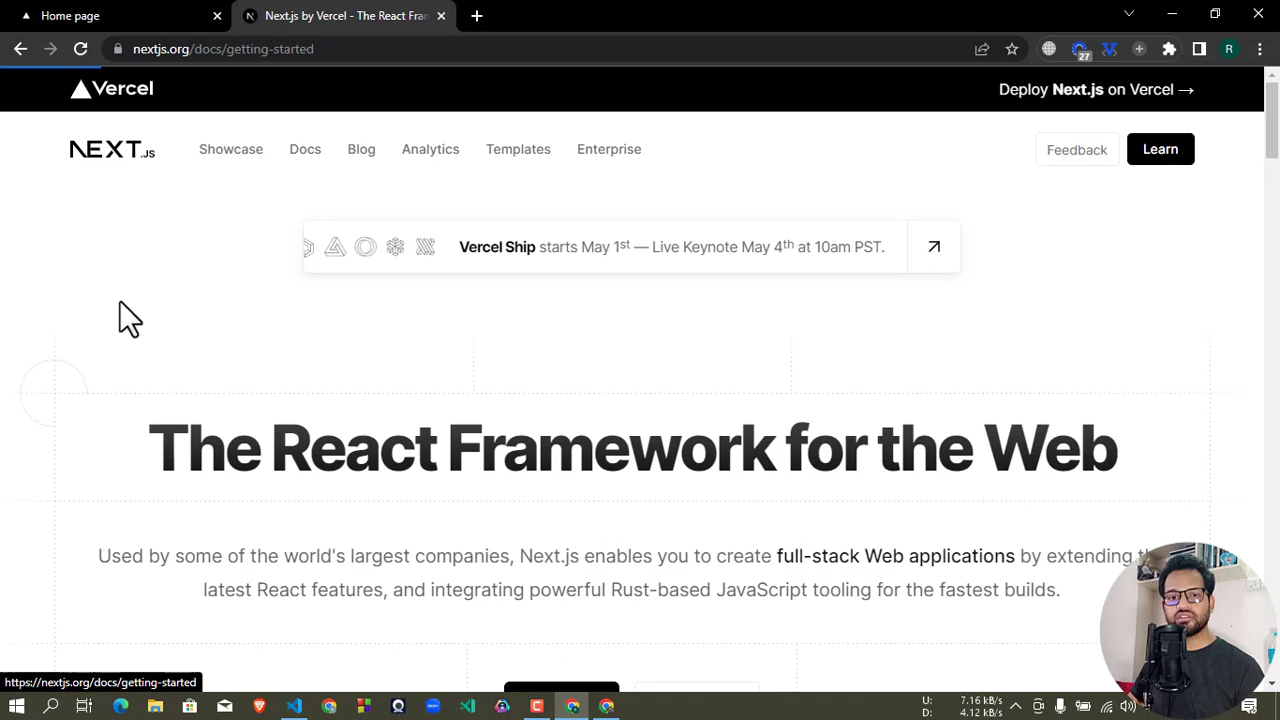 Home page
Next.js by Vercel - The React Fram
nextjs.org/docs/getting-started
27
R
Vercel
Deploy Next.js on Vercel →
NEXT.JS
Showcase
Docs
Blog
Analytics
Templates
Enterprise
Feedback
Learn
Vercel Ship starts May 1st — Live Keynote May 4th at 10am PST.
The React Framework for the Web
Used by some of the world's largest companies, Next.js enables you to create full-stack Web applications by extending th
latest React features, and integrating powerful Rust-based JavaScript tooling for the fastest builds.
https://nextjs.org/docs/getting-started
U: 7.16 kB/s
D: 4.12 kB/s